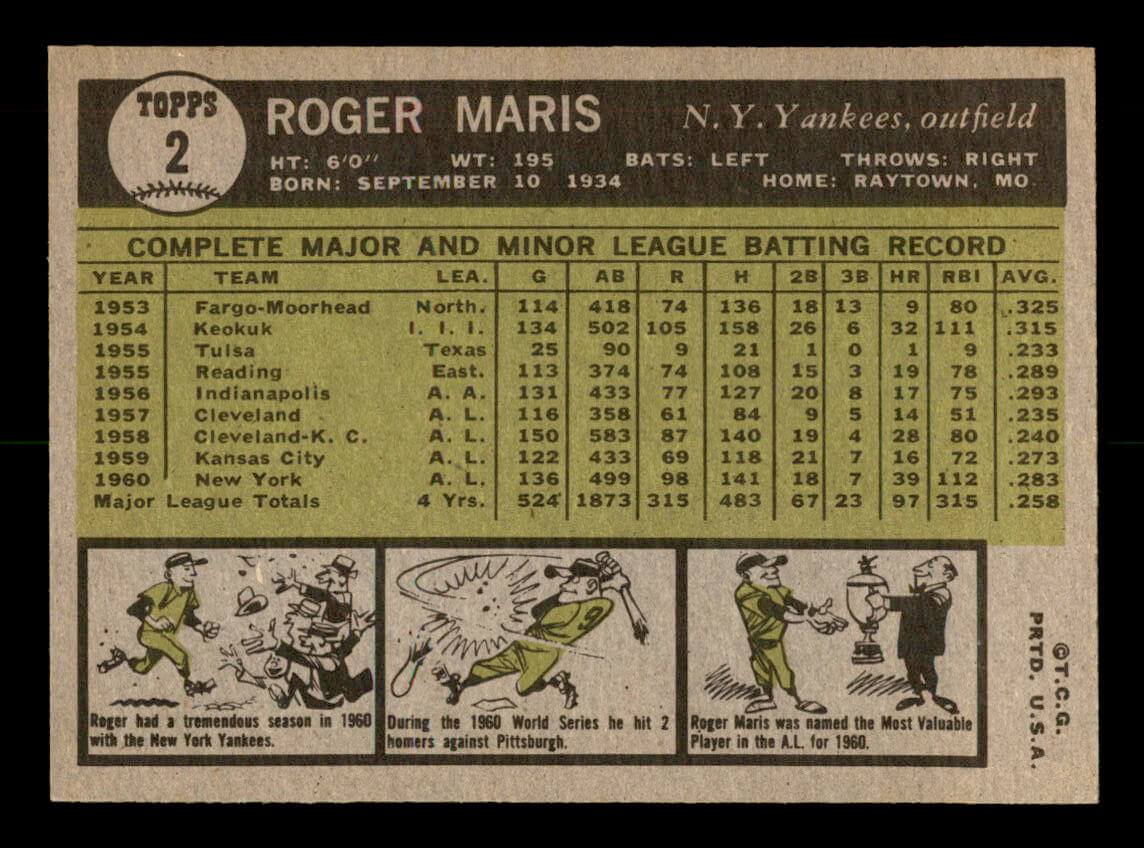 TOPPS
2
ROGER MARIS N. Y. Yankees, outfield
HT: 6'0" WT: 195 BATS: LEFT THROWS: RIGHT
BORN: SEPTEMBER 10 1934 HOME: RAYTOWN, MO.
COMPLETE MAJOR AND MINOR LEAGUE BATTING RECORD
YEAR TEAM LEA. G AB R H 2B 3B HR RBI AVG.
1953 Fargo-Moorhead North. 114 418 74 136 18 13 9 80 .325
1954 Keokuk I. I. I. 134 502 105 158 26 6 32 111 .315
1955 Tulsa Texas 25 90 9 21 1 0 1 9 .233
1955 Reading East. 113 374 74 108 15 3 19 78 .289
1956 Indianapolis A. A. 131 433 77 127 20 8 17 75 .293
1957 Cleveland A. L. 116 358 61 84 9 5 14 51 .235
1958 Cleveland-K. C. A. L. 150 583 87 140 19 4 28 80 .240
1959 Kansas City A. L. 122 433 69 118 21 7 16 72 .273
1960 New York A. L. 136 499 98 141 18 7 39 112 .283
Major League Totals 4 Yrs. 524 1873 315 483 67 23 97 315 .258
9
Roger had a tremendous season in 1960
with the New York Yankees.
During the 1960 World Series he hit 2
homers against Pittsburgh.
Roger Maris was named the Most Valuable
Player in the A.L. for 1960.
©T.C.G.
PRTD. U.S.A.